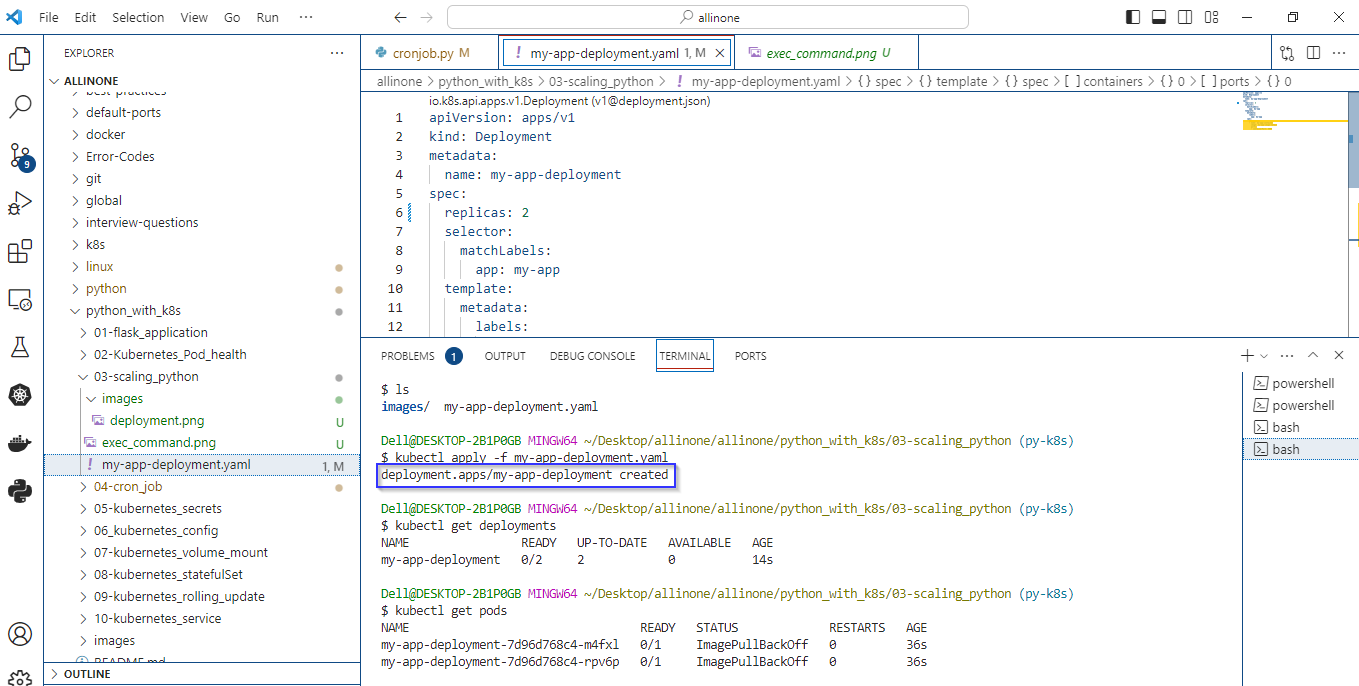 File Edit Selection View Go Run ···
allinone
EXPLORER ···
ALLINONE
best-practices
default-ports
docker
Error-Codes
git
global
interview-questions
k8s
linux
python
python_with_k8s
01-flask_application
02-Kubernetes_Pod_health
03-scaling_python
images
deployment.png U
exec_command.png U
! my-app-deployment.yaml 1, M
04-cron_job
05-kubernetes_secrets
06_kubernetes_config
07-kubernetes_volume_mount
08-kubernetes_statefulSet
09-kubernetes_rolling_update
10-kubernetes_service
images
README.md
OUTLINE
9
cronjob.py M
! my-app-deployment.yaml 1, M
exec_command.png U
allinone > python_with_k8s > 03-scaling_python > ! my-app-deployment.yaml > { } spec > { } template > { } spec > [ ] containers > { } 0 > [ ] ports > { } 0
io.k8s.api.apps.v1.Deployment (v1@deployment.json)
1 apiVersion: apps/v1
2 kind: Deployment
3 metadata:
4 name: my-app-deployment
5 spec:
6 replicas: 2
7 selector:
8 matchLabels:
9 app: my-app
10 template:
11 metadata:
12 labels:
PROBLEMS 1 OUTPUT DEBUG CONSOLE TERMINAL PORTS
$ ls
images/ my-app-deployment.yaml
Dell@DESKTOP-2B1P0GB MINGW64 ~/Desktop/allinone/allinone/python_with_k8s/03-scaling_python (py-k8s)
$ kubectl apply -f my-app-deployment.yaml
deployment.apps/my-app-deployment created
Dell@DESKTOP-2B1P0GB MINGW64 ~/Desktop/allinone/allinone/python_with_k8s/03-scaling_python (py-k8s)
$ kubectl get deployments
NAME READY UP-TO-DATE AVAILABLE AGE
my-app-deployment 0/2 2 0 14s
Dell@DESKTOP-2B1P0GB MINGW64 ~/Desktop/allinone/allinone/python_with_k8s/03-scaling_python (py-k8s)
$ kubectl get pods
NAME READY STATUS RESTARTS AGE
my-app-deployment-7d96d768c4-m4fxl 0/1 ImagePullBackOff 0 36s
my-app-deployment-7d96d768c4-rpv6p 0/1 ImagePullBackOff 0 36s
powershell
powershell
bash
bash